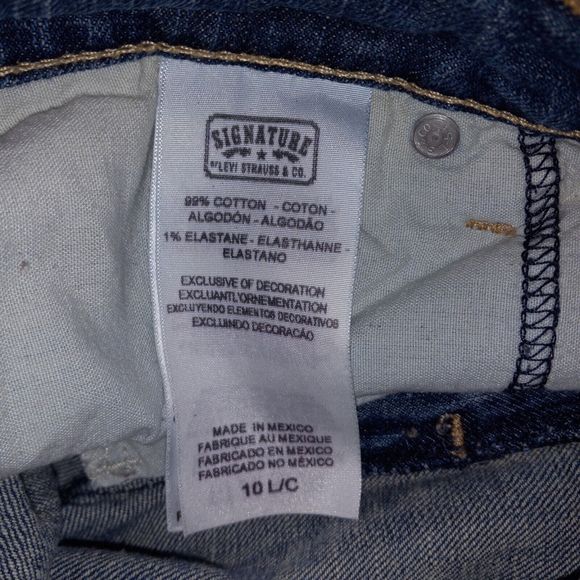 SIGNATURE
BY LEVI STRAUSS & CO.
99% COTTON - COTON -
ALGODÓN - ALGODÃO
1% ELASTANE - ELASTHANNE -
ELASTANO
EXCLUSIVE OF DECORATION
EXCLUANTL'ORNEMENTATION
EXCLUYENDO ELEMENTOS DECORATIVOS
EXCLUINDO DECORACÃO
MADE IN MEXICO
FABRIQUE AU MEXIQUE
FABRICADO EN MEXICO
FABRICADO NO MÉXICO
10 L/C